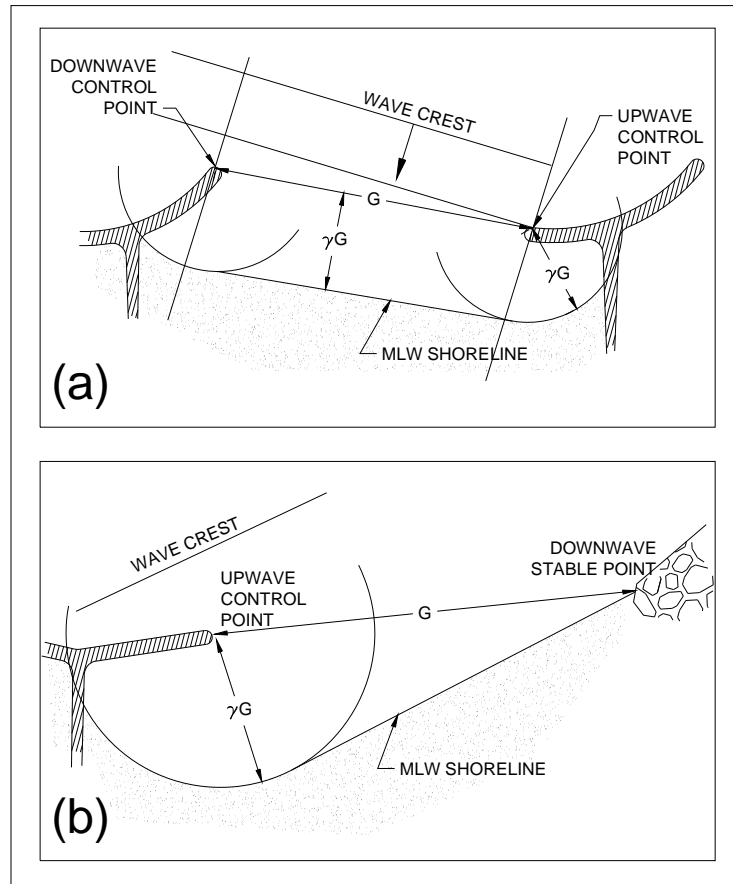 DOWNWAVE
CONTROL
POINT
WAVE CREST
UPWAVE
CONTROL
POINT
G
γG
γG
MLW SHORELINE
(a)
WAVE CREST
UPWAVE
CONTROL
POINT
DOWNWAVE
STABLE POINT
G
γG
MLW SHORELINE
(b)